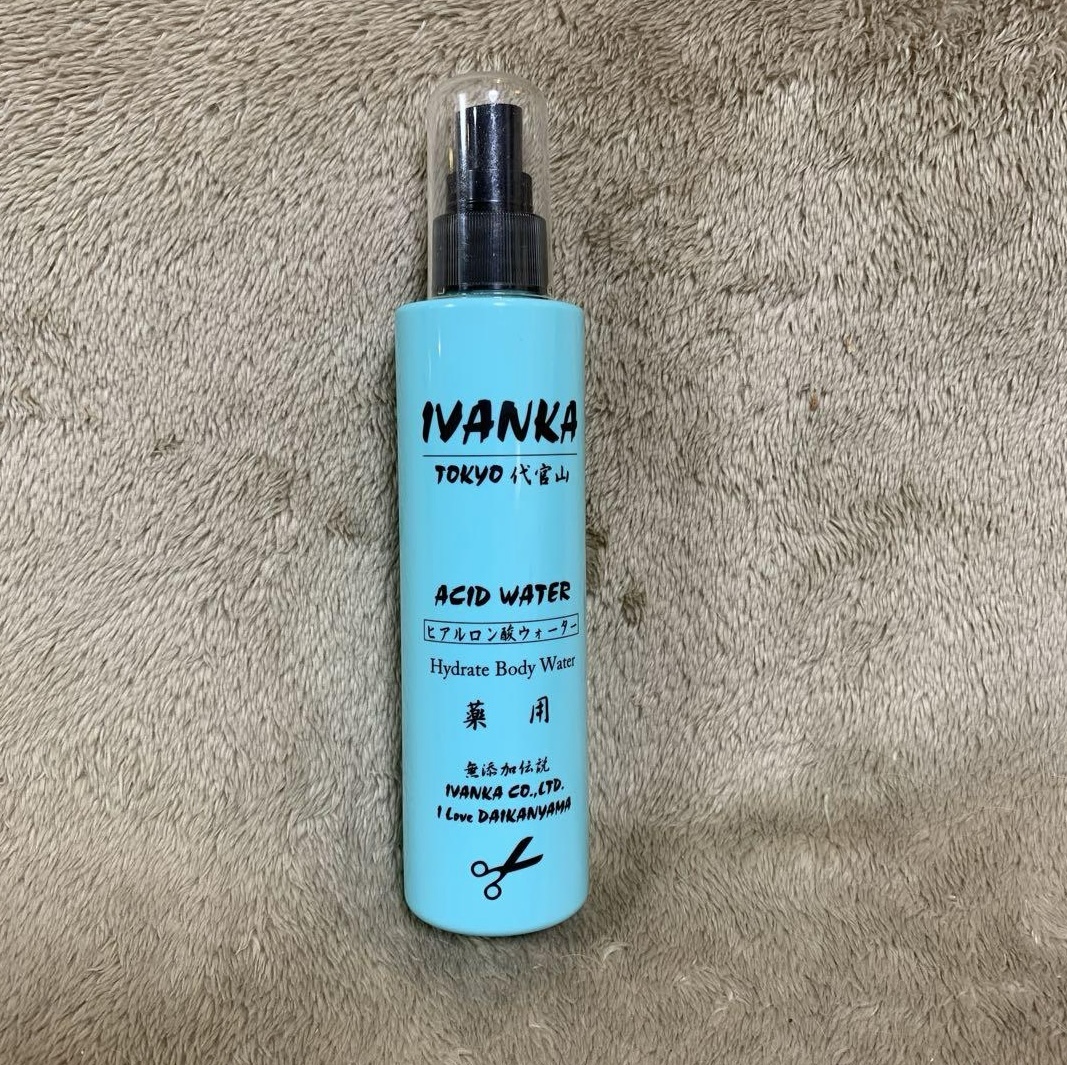 IVANKA
TOKYO 代官山
ACID WATER
ヒアルロン酸ウォーター
Hydrate Body Water
薬 用
無添加伝説
IVANKA CO.,LTD.
I Love DAIKANYAMA